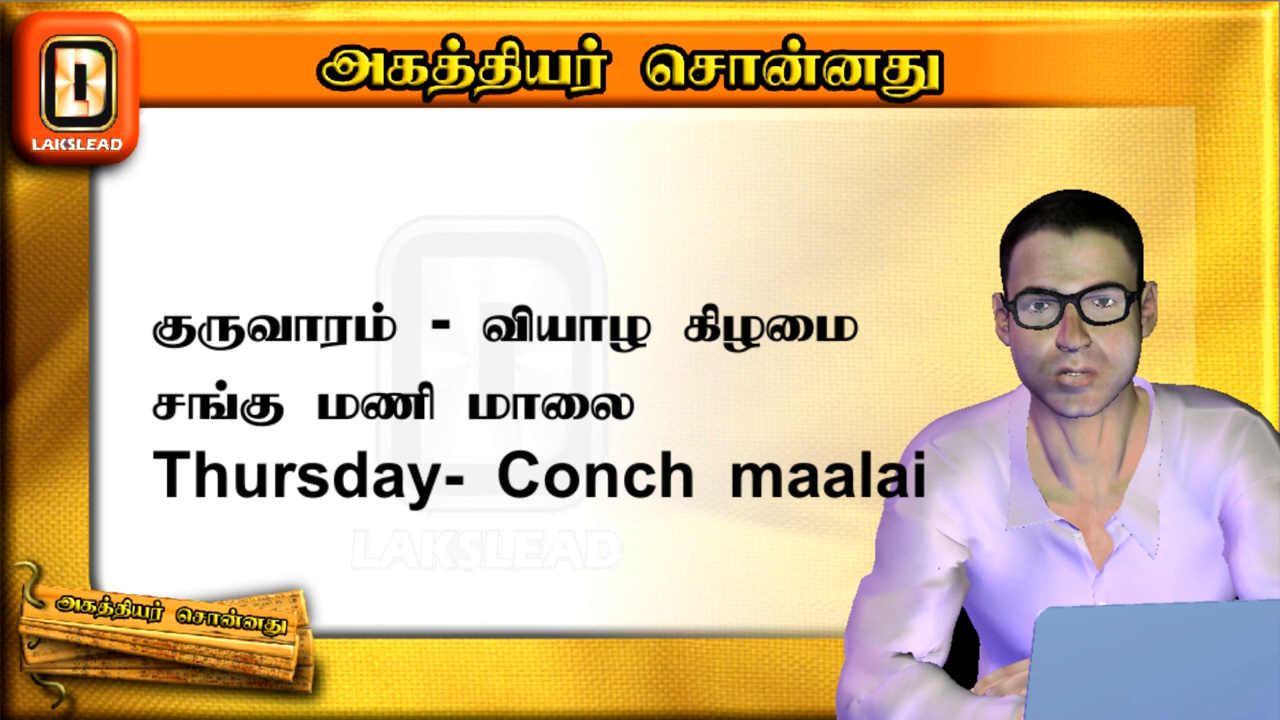 அகத்தியர் சொன்னது
LAKSLEAD
குருவாரம் - வியாழ கிழமை
சங்கு மணி மாலை
Thursday- Conch maalai
LAKSLEAD
அகத்தியர் சொன்னது